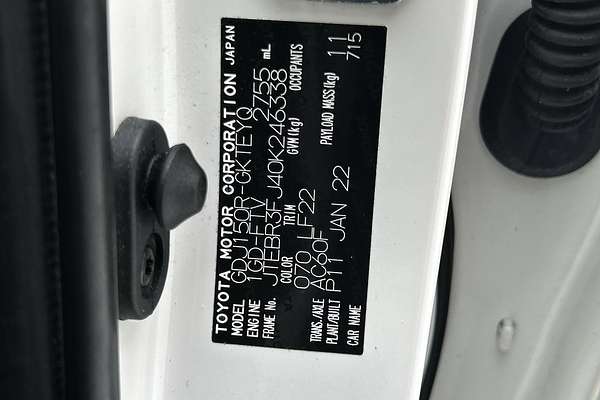 TOYOTA MOTOR CORPORATION JAPAN
MODEL GDJ150R-GKTEYQ
ENGINE 1GD-FTV 2755 mL
FRAME No. JTEBR3FJ40K246338
COLOR TRIM GVM(kg) OCCUPANTS
070 LF22 11
TRANS./AXLE AC60F PAYLOAD MASS(kg) 715
PLANT/BUILT P11 JAN 22
CAR NAME